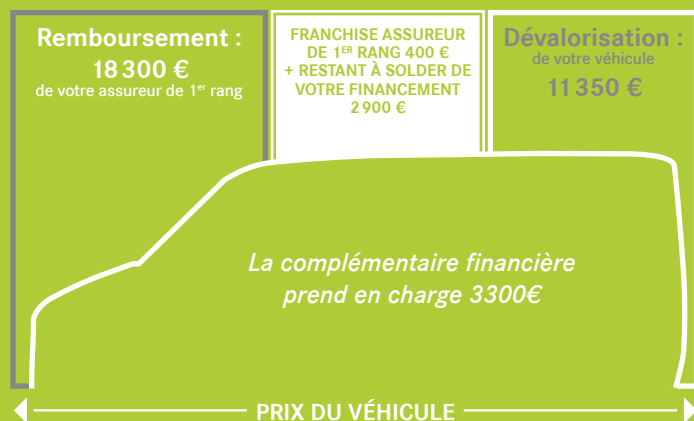 Remboursement :
18 300 €
de votre assureur de 1er rang
FRANCHISE ASSUREUR
DE 1ER RANG 400 €
+ RESTANT À SOLDER DE
VOTRE FINANCEMENT
2 900 €
Dévalorisation :
de votre véhicule
11 350 €
La complémentaire financière
prend en charge 3300€
PRIX DU VÉHICULE